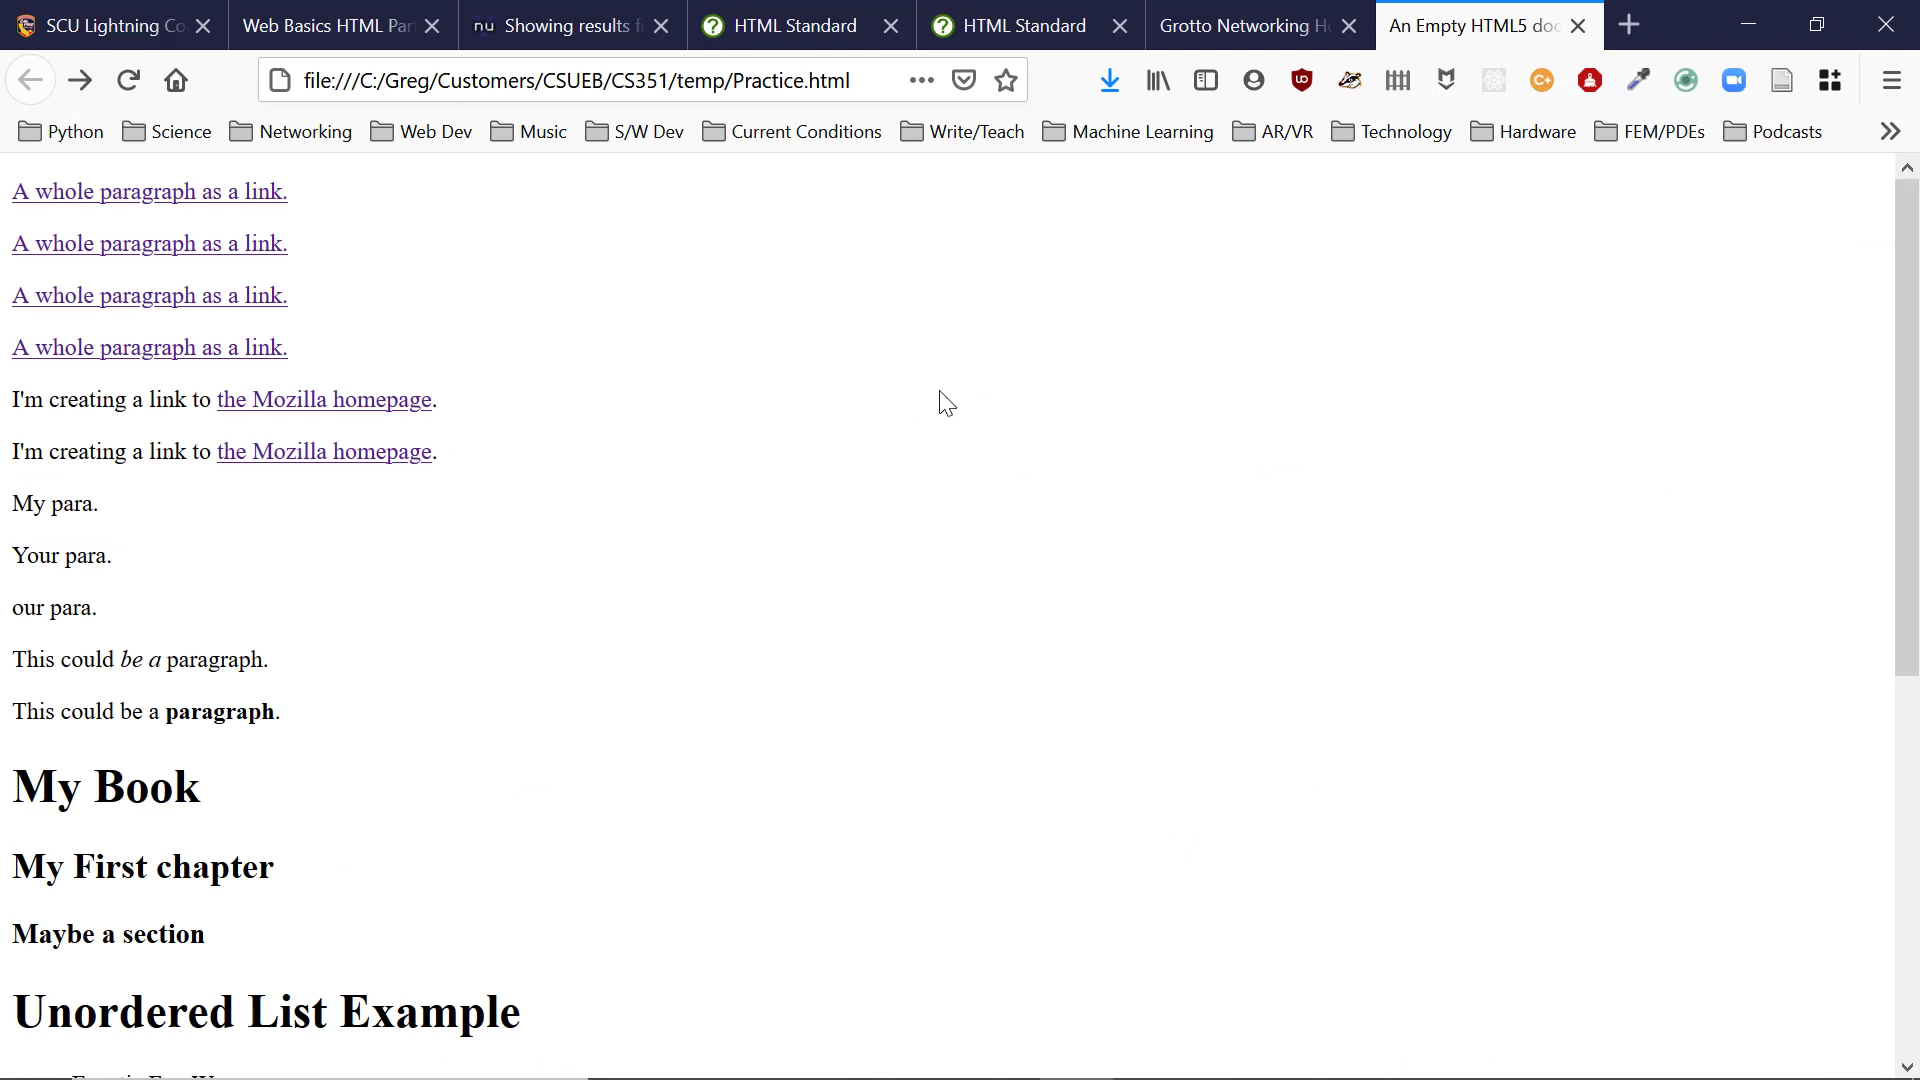 SCU Lightning Co
Web Basics HTML Par
Showing results f
HTML Standard
HTML Standard
Grotto Networking H
An Empty HTML5 doc
file:///C:/Greg/Customers/CSUEB/CS351/temp/Practice.html
Python Science Networking Web Dev Music S/W Dev Current Conditions Write/Teach Machine Learning AR/VR Technology Hardware FEM/PDEs Podcasts
A whole paragraph as a link.
A whole paragraph as a link.
A whole paragraph as a link.
A whole paragraph as a link.
I'm creating a link to the Mozilla homepage.
I'm creating a link to the Mozilla homepage.
My para.
Your para.
our para.
This could be a paragraph.
This could be a paragraph.
My Book
My First chapter
Maybe a section
Unordered List Example